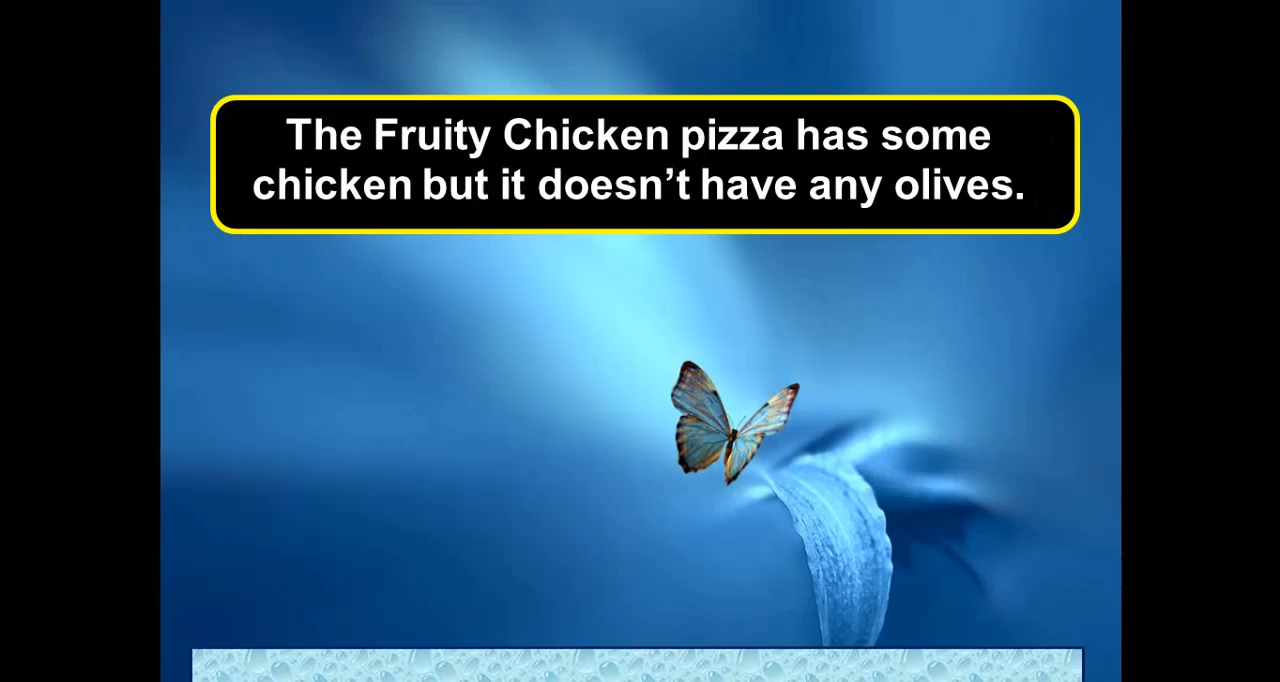 The Fruity Chicken pizza has some
chicken but it doesn’t have any olives.